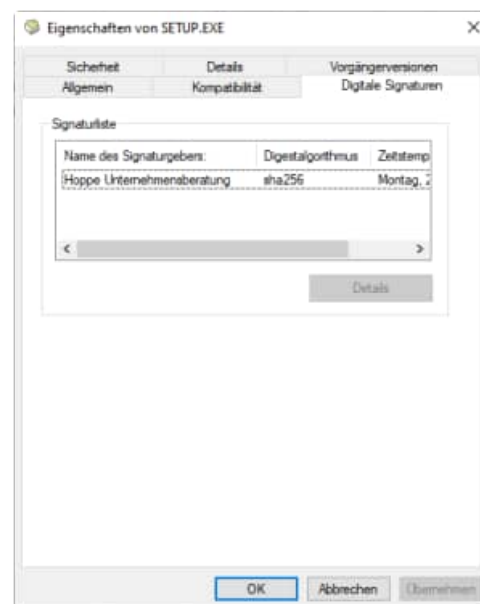 Eigenschaften von SETUP.EXE
Sicherheit Details Vorgängerversionen
Allgemein Kompatibilität Digitale Signaturen
Signaturliste
Name des Signaturgebers: Digestalgorithmus Zeitstemp
Hoppe Unternehmensberatung sha256 Montag, 2
Details
OK Abbrechen Übernehmen